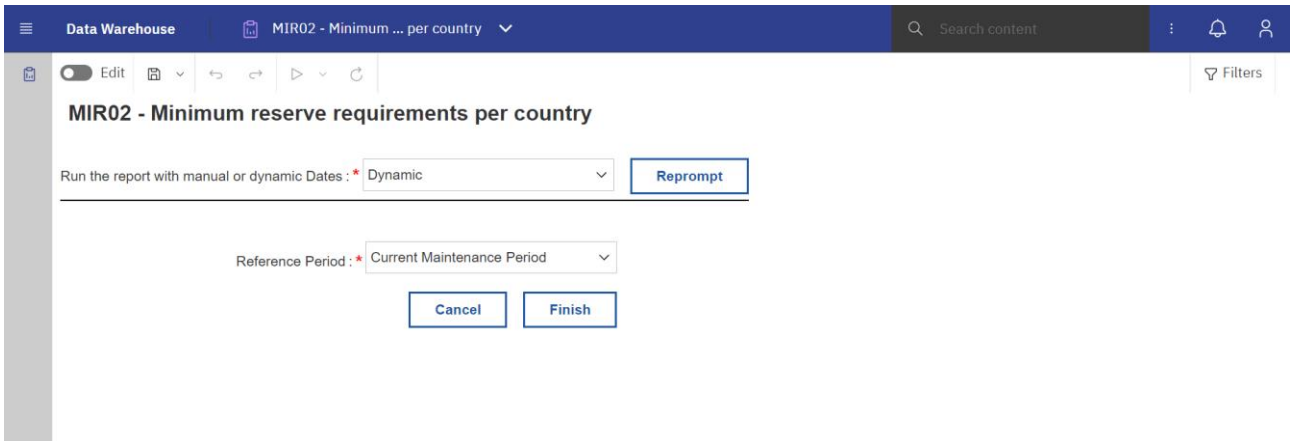 Data Warehouse
MIR02 - Minimum ... per country
Search content
Edit
Filters
MIR02 - Minimum reserve requirements per country
Run the report with manual or dynamic Dates : * Dynamic
Reprompt
Reference Period : * Current Maintenance Period
Cancel
Finish